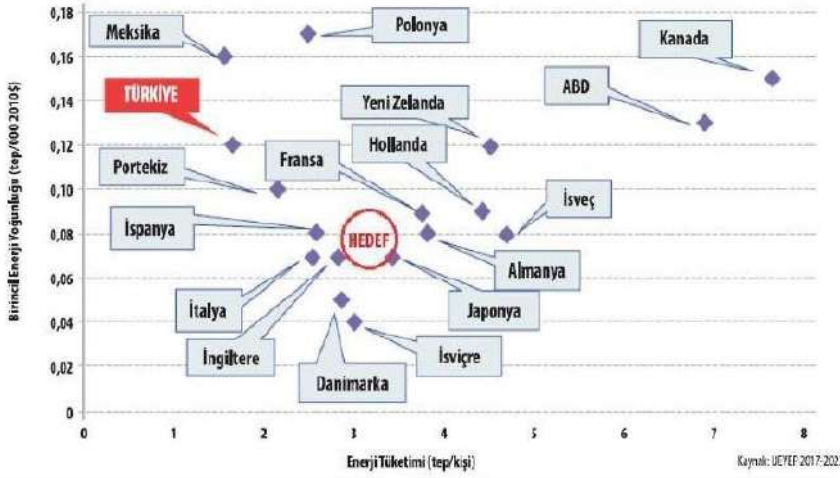 0,18
0,16
0,14
0,12
0,10
0,08
0,06
0,04
0,02
0
Birincil Enerji Yoğunluğu (tep/000 2010$)
Meksika
Polonya
Kanada
TÜRKİYE
Yeni Zelanda
ABD
Portekiz
Fransa
Hollanda
İspanya
HEDEF
İsveç
İtalya
Almanya
İngiltere
Japonya
Danimarka
İsviçre
0 1 2 3 4 5 6 7 8
Enerji Tüketimi (tep/kişi)
Kaynak: UEVEP 2017-202